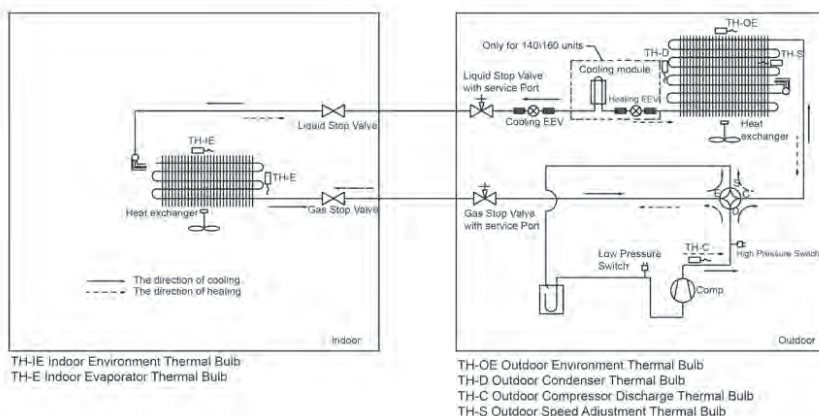 TH-OE
Only for 140\160 units
TH-D
TH-S
Cooling module
Liquid Stop Valve
with service Port
Healing EEV
Cooling EEV
Liquid Stop Valve
Heat
exchanger
TH-IE
TH-E
S
E
C
D
Heat exchanger
Gas Stop Valve
Gas Stop Valve
with service Port
TH-C
Low Pressure
Switch
High Pressure Switch
The direction of cooling
The direction of healing
Comp.
Indoor
Outdoor
TH-IE Indoor Environment Thermal Bulb
TH-E Indoor Evaporator Thermal Bulb
TH-OE Outdoor Environment Thermal Bulb
TH-D Outdoor Condenser Thermal Bulb
TH-C Outdoor Compressor Discharge Thermal Bulb
TH-S Outdoor Speed Adjustment Thermal Bulb